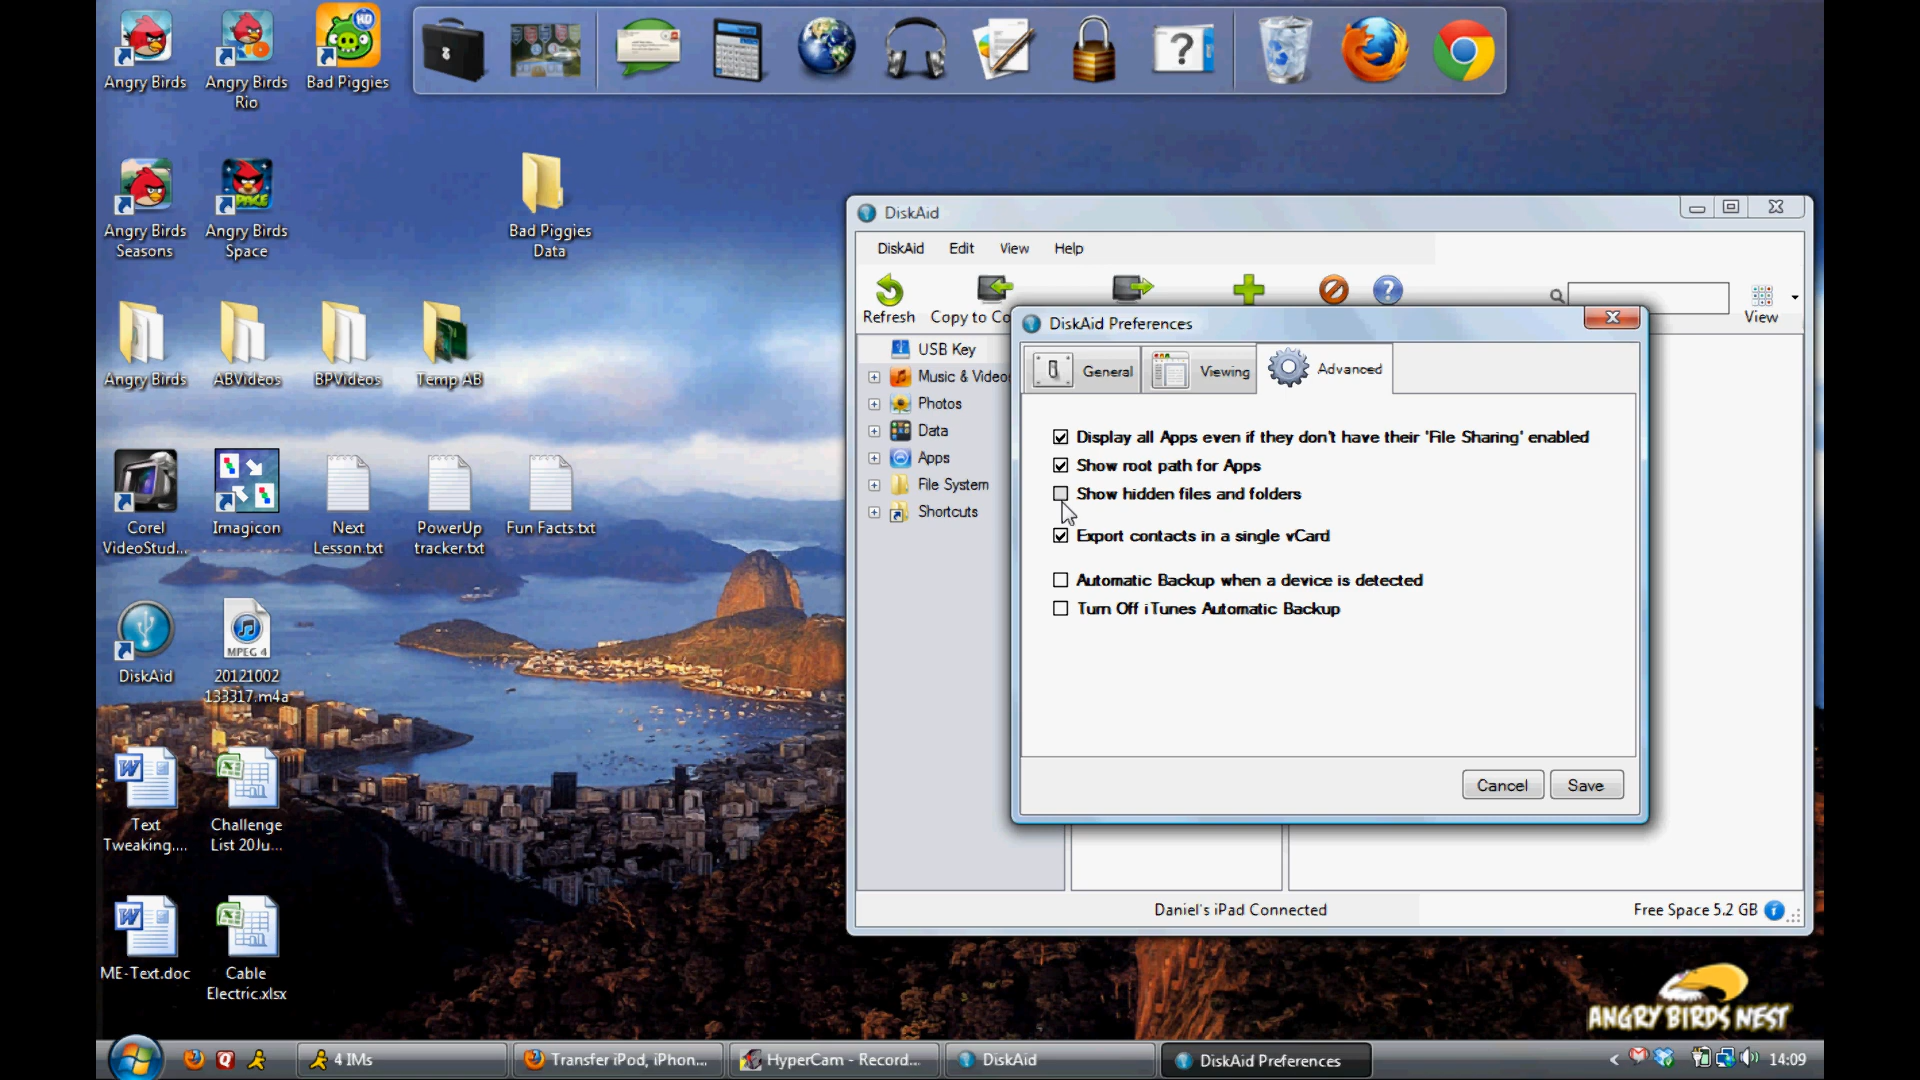 Angry Birds
Angry Birds
Rio
HD
Bad Piggies
Angry Birds
Seasons
Angry Birds
Space
Bad Piggies
Data
Angry Birds
ABVideos
BPVideos
Temp AB
Corel
VideoStud...
Imagicon
Next
Lesson.txt
PowerUp
tracker.txt
Fun Facts.txt
DiskAid
MPEG 4
20121002
133317.m4a
Text
Tweaking....
Challenge
List 20Ju...
ME-Text.doc
Cable
Electric.xlsx
DiskAid
DiskAid Edit View Help
Refresh
Copy to Co
View
USB Key
Music & Video
Photos
Data
Apps
File System
Shortcuts
DiskAid Preferences
General
Viewing
Advanced
Display all Apps even if they don't have their 'File Sharing' enabled
Show root path for Apps
Show hidden files and folders
Export contacts in a single vCard
Automatic Backup when a device is detected
Turn Off iTunes Automatic Backup
Cancel
Save
Daniel's iPad Connected
Free Space 5.2 GB
ANGRY BIRDS NEST
4 IMs
Transfer iPod, iPhon...
HyperCam - Record...
DiskAid
DiskAid Preferences
14:09